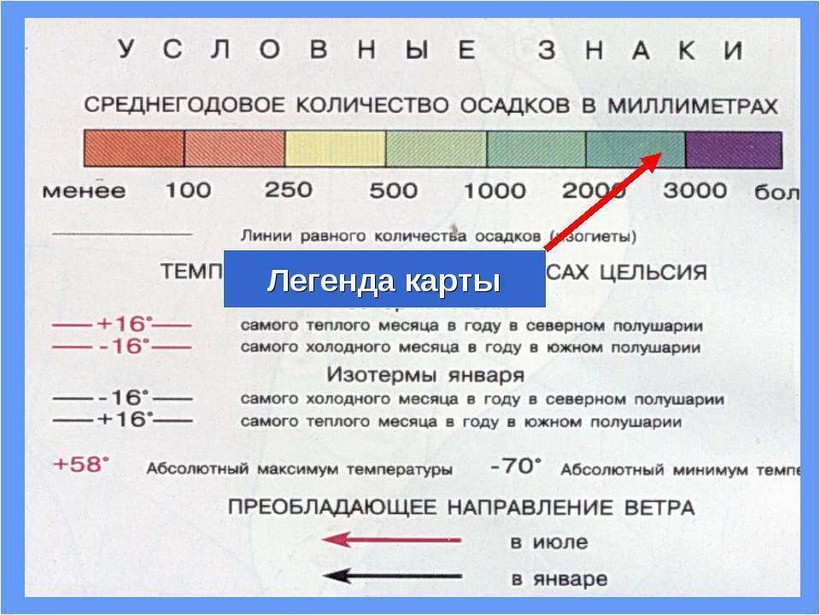 УСЛОВНЫЕ ЗНАКИ
СРЕДНЕГОДОВОЕ КОЛИЧЕСТВО ОСАДКОВ В МИЛЛИМЕТРАХ
менее 100 250 500 1000 2000 3000 бол
Линии равного количества осадков (изогиеты)
ТЕМП САХ ЦЕЛЬСИЯ
Легенда карты
+16° самого теплого месяца в году в северном полушарии
-16° самого холодного месяца в году в южном полушарии
Изотермы января
-16° самого холодного месяца в году в северном полушарии
+16° самого теплого месяца в году в южном полушарии
+58° Абсолютный максимум температуры -70° Абсолютный минимум темпе
ПРЕОБЛАДАЮЩЕЕ НАПРАВЛЕНИЕ ВЕТРА
в июле
в январе